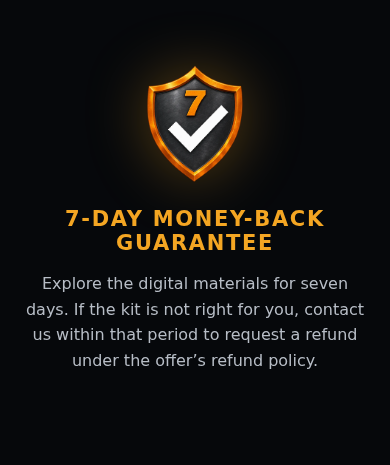 7
7-DAY MONEY-BACK
GUARANTEE
Explore the digital materials for seven
days. If the kit is not right for you, contact
us within that period to request a refund
under the offer’s refund policy.